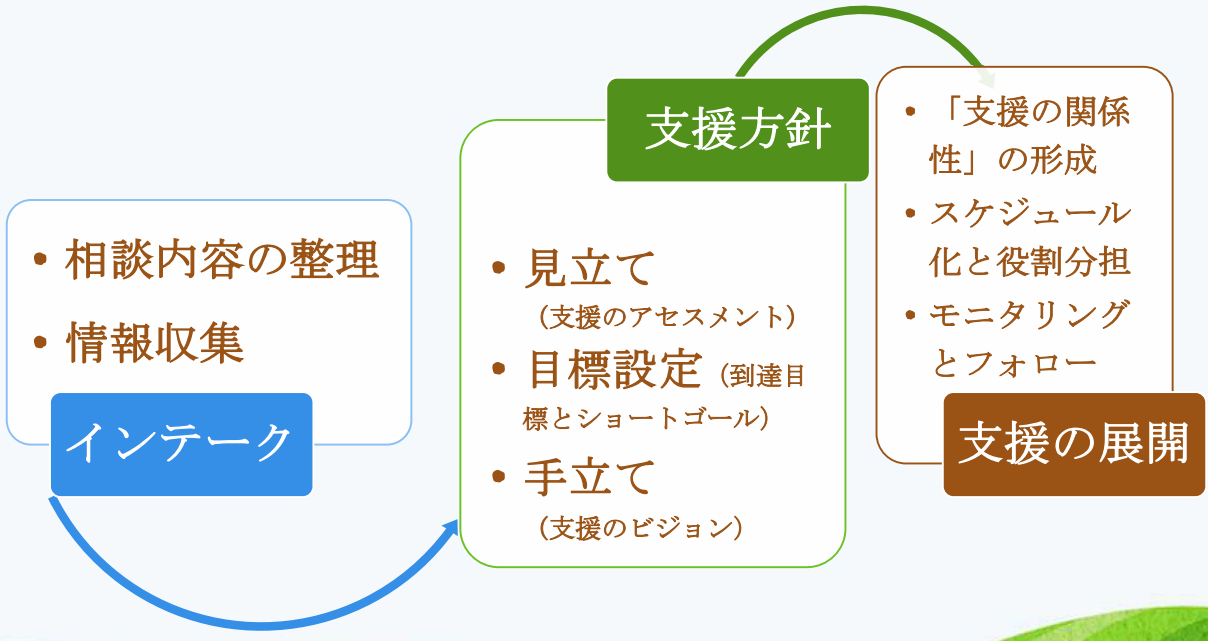 • 相談内容の整理
• 情報収集
インテーク
支援方針
• 見立て
（支援のアセスメント）
• 目標設定（到達目
標とショートゴール）
• 手立て
（支援のビジョン）
• 「支援の関係
性」の形成
• スケジュール
化と役割分担
• モニタリング
とフォロー
支援の展開